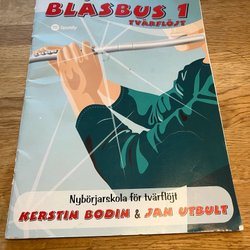 BLÅSBUS 1
TVÄRFLÖJT
Spotify
Nybörjarskola för tvärflöjt
KERSTIN BODIN & JAN UTBULT